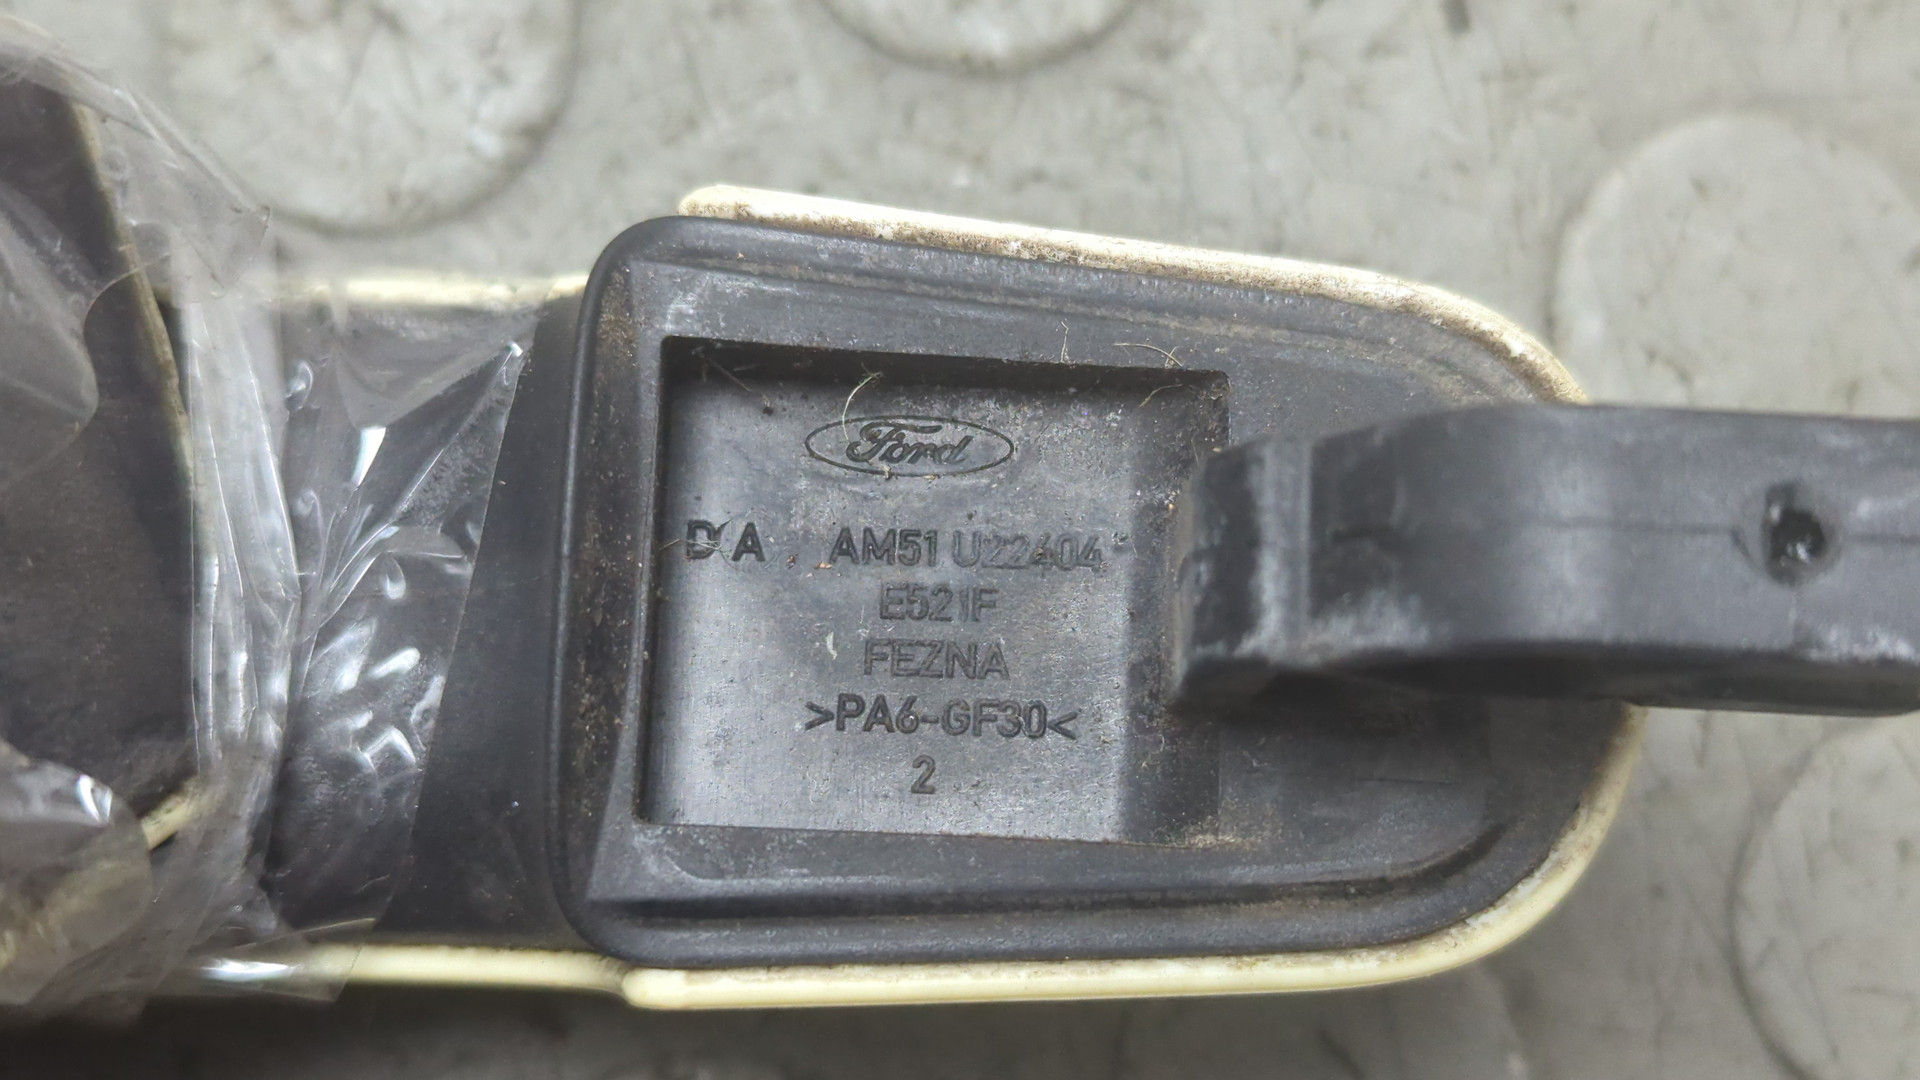 Ford
D A AM51 U22404
E521F
FEZNA
>PA6-GF30<
2